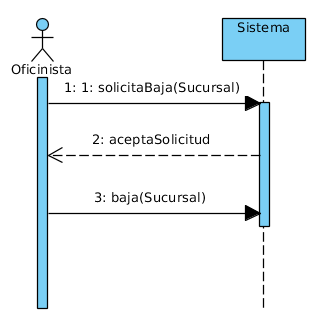 Sistema
Oficinista
1: 1: solicitaBaja(Sucursal)
2: aceptaSolicitud
3: baja(Sucursal)